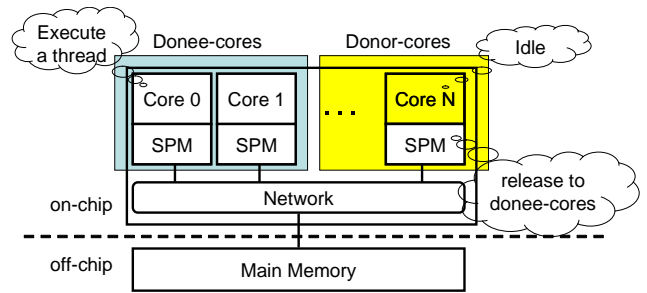 Execute
a thread
Donee-cores
Donor-cores
Idle
Core 0
Core 1
. . .
Core N
SPM
SPM
SPM
release to
donee-cores
Network
on-chip
off-chip
Main Memory